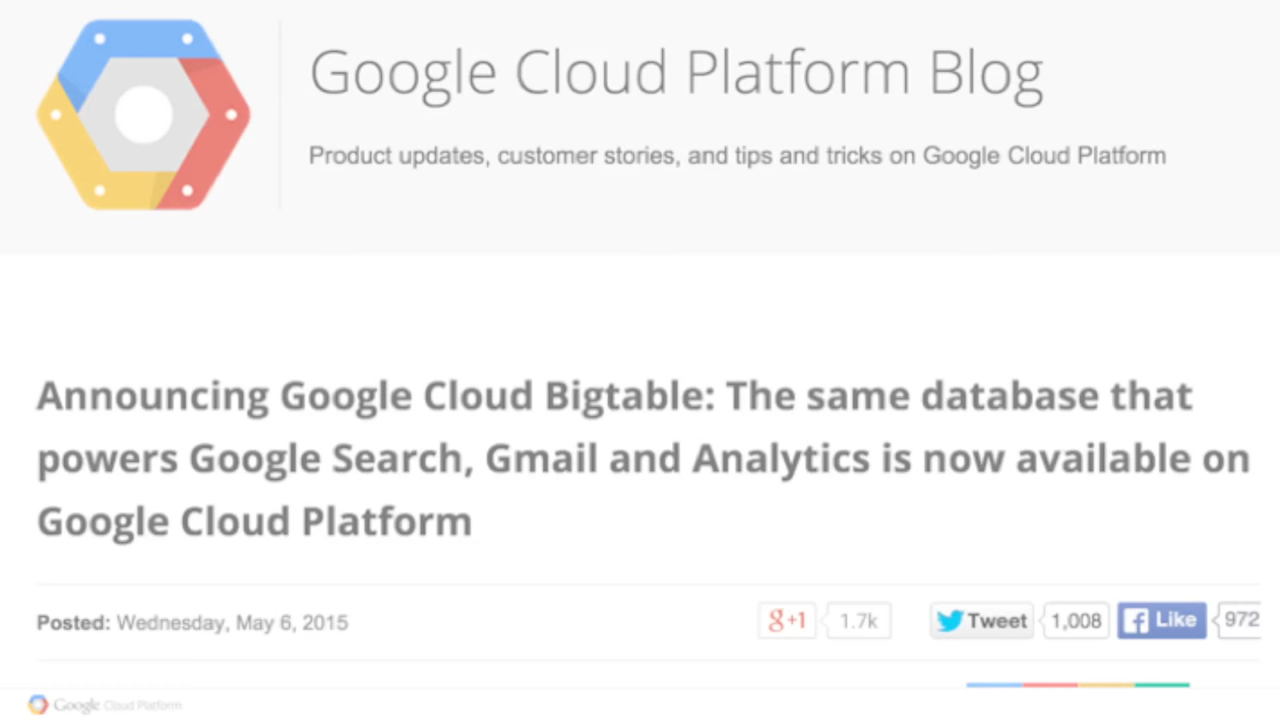 Google Cloud Platform Blog
Product updates, customer stories, and tips and tricks on Google Cloud Platform
Announcing Google Cloud Bigtable: The same database that
powers Google Search, Gmail and Analytics is now available on
Google Cloud Platform
Posted: Wednesday, May 6, 2015
g+1 1.7k Tweet 1,008 Like 972
Google Cloud Platform